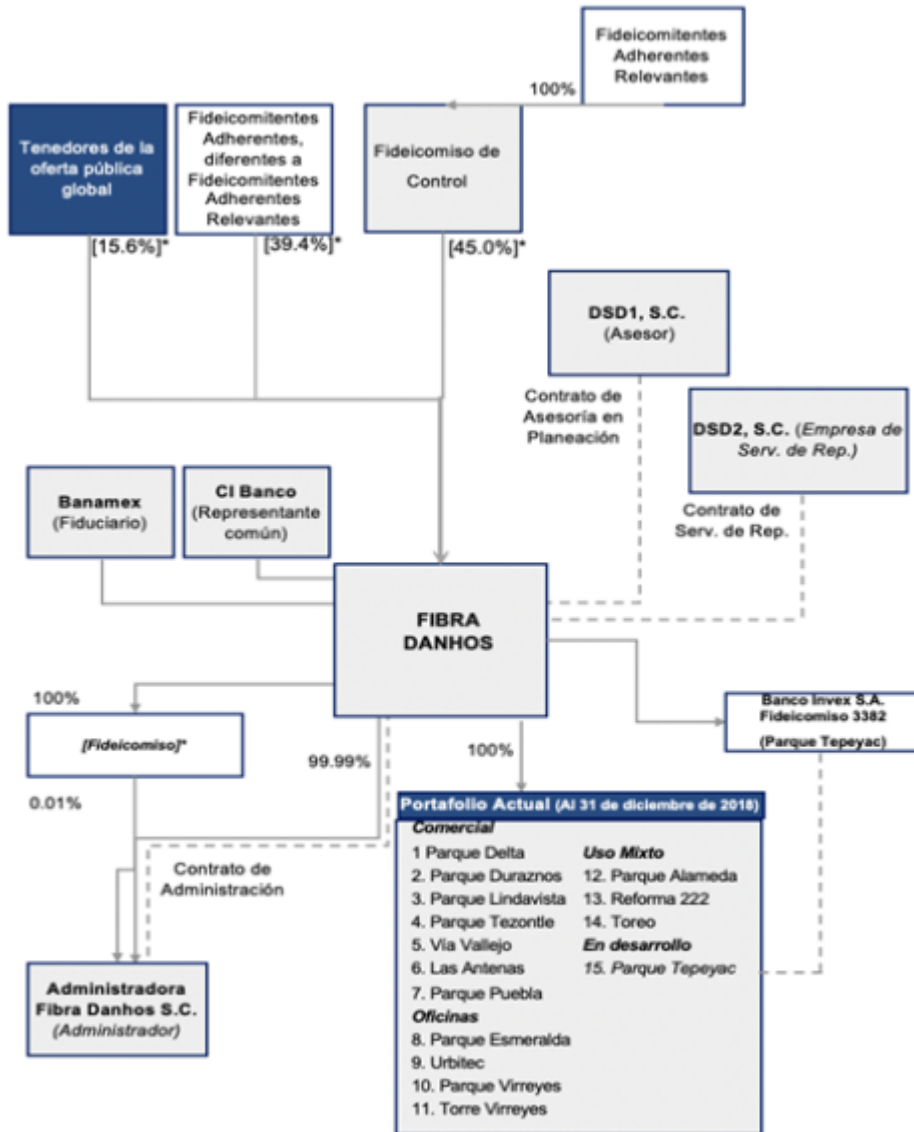 Fideicomitentes
Adherentes
Relevantes
100%
Tenedores de la
oferta pública
global
Fideicomitentes
Adherentes,
diferentes a
Fideicomitentes
Adherentes
Relevantes
Fideicomiso de
Control
[15.6%]*
[39.4%]*
[45.0%]*
DSD1, S.C.
(Asesor)
Contrato de
Asesoría en
Planeación
DSD2, S.C. (Empresa de
Serv. de Rep.)
Contrato de
Serv. de Rep.
Banamex
(Fiduciario)
CI Banco
(Representante
común)
FIBRA
DANHOS
100%
[Fideicomiso]*
0.01%
99.99%
100%
Banco Invex S.A.
Fideicomiso 3382
(Parque Tepeyac)
Contrato de
Administración
Administradora
Fibra Danhos S.C.
(Administrador)
Portafolio Actual (Al 31 de diciembre de 2018)
Comercial
1 Parque Delta
2. Parque Duraznos
3. Parque Lindavista
4. Parque Tezontle
5. Vía Vallejo
6. Las Antenas
7. Parque Puebla
Oficinas
8. Parque Esmeralda
9. Urbitec
10. Parque Virreyes
11. Torre Virreyes
Uso Mixto
12. Parque Alameda
13. Reforma 222
14. Toreo
En desarrollo
15. Parque Tepeyac